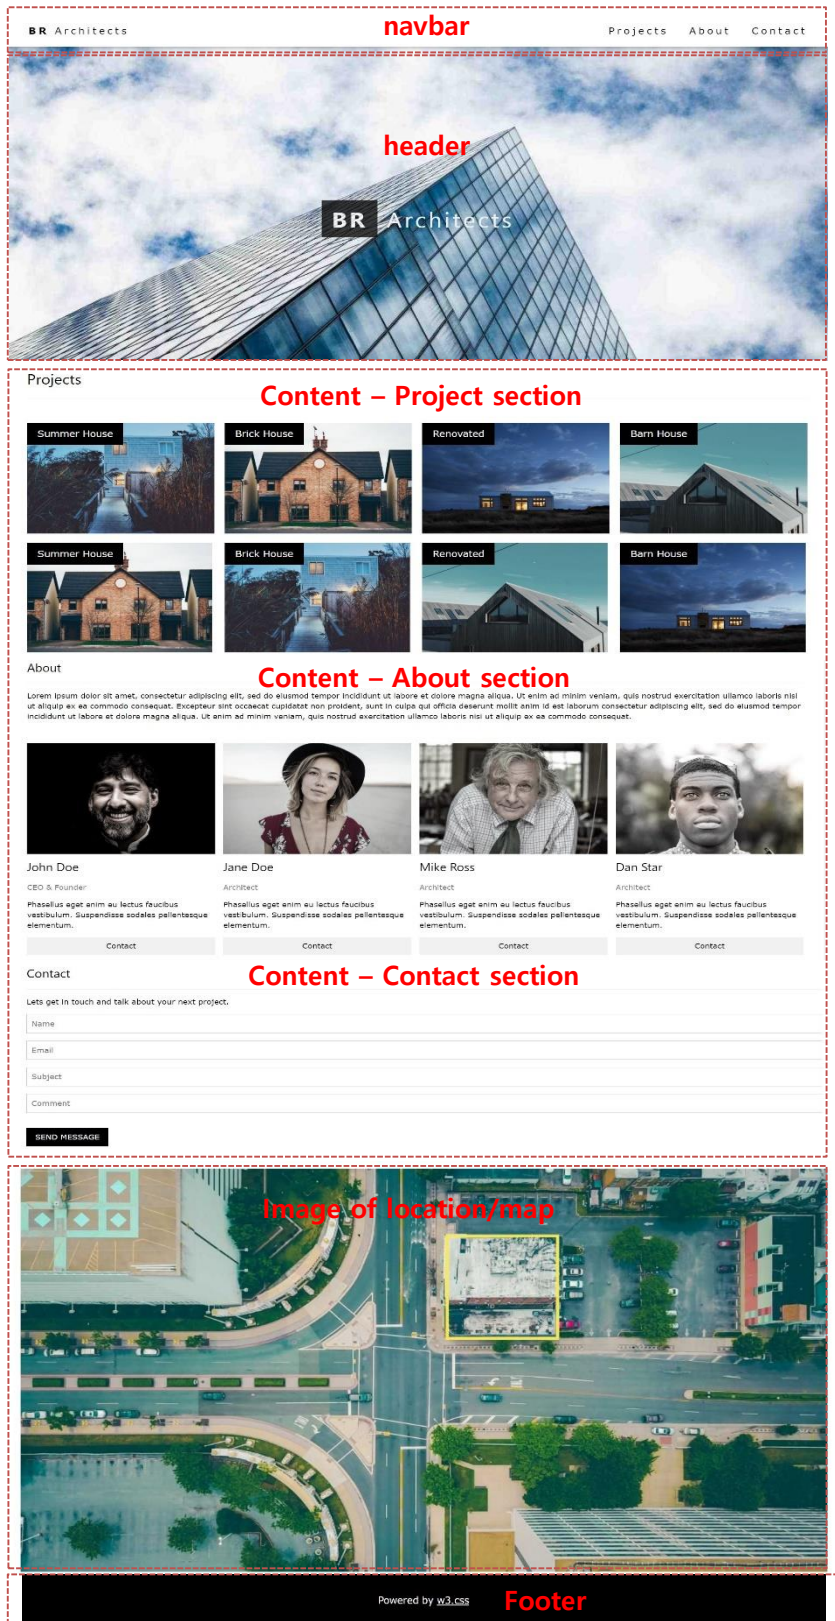 BR Architects
navbar
Projects About Contact
header
BR Architects
Projects
Content – Project section
Summer House
Brick House
Renovated
Barn House
Summer House
Brick House
Renovated
Barn House
About
Content – About section
Lorem ipsum dolor sit amet, consectetur adipiscing elit, sed do eiusmod tempor incididunt ut labore et dolore magna aliqua. Ut enim ad minim veniam, quis nostrud exercitation ullamco laboris nisi
ut aliquip ex ea commodo consequat. Excepteur sint occaecat cupidatat non proident, sunt in culpa qui officia deserunt mollit anim id est laborum consectetur adipiscing elit, sed do eiusmod tempor
incididunt ut labore et dolore magna aliqua. Ut enim ad minim veniam, quis nostrud exercitation ullamco laboris nisi ut aliquip ex ea commodo consequat.
John Doe
CEO & Founder
Phasellus eget enim eu lectus faucibus
vestibulum. Suspendisse sodales pellentesque
elementum.
Contact
Jane Doe
Architect
Phasellus eget enim eu lectus faucibus
vestibulum. Suspendisse sodales pellentesque
elementum.
Contact
Mike Ross
Architect
Phasellus eget enim eu lectus faucibus
vestibulum. Suspendisse sodales pellentesque
elementum.
Contact
Dan Star
Architect
Phasellus eget enim eu lectus faucibus
vestibulum. Suspendisse sodales pellentesque
elementum.
Contact
Contact
Content – Contact section
Lets get in touch and talk about your next project.
Name
Email
Subject
Comment
SEND MESSAGE
Image of location/map
Powered by w3.css
Footer